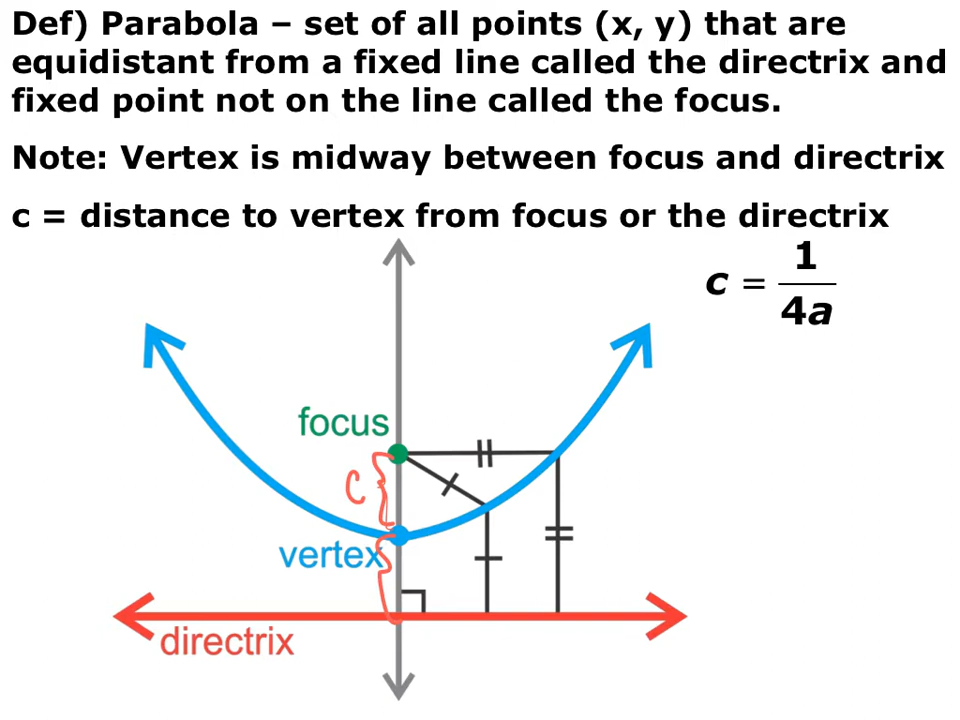 Def) Parabola – set of all points (x, y) that are
equidistant from a fixed line called the directrix and
fixed point not on the line called the focus.
Note: Vertex is midway between focus and directrix
c = distance to vertex from focus or the directrix
c = 1/4a
focus
c
vertex
directrix